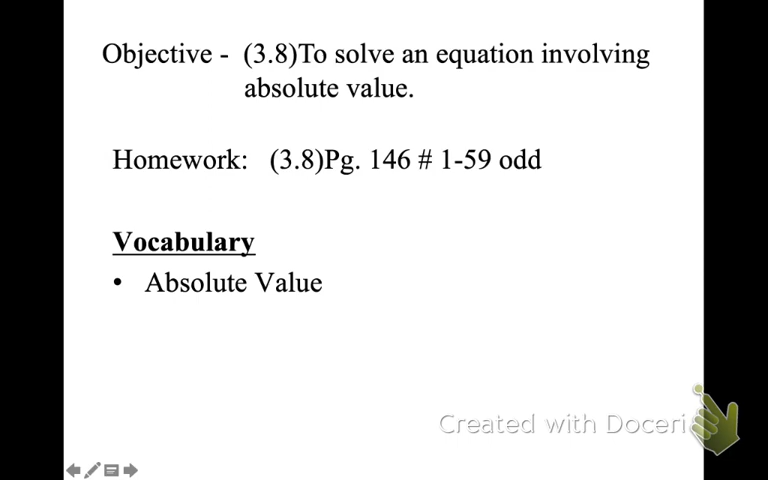 Objective - (3.8)To solve an equation involving
absolute value.
Homework: (3.8)Pg. 146 # 1-59 odd
Vocabulary
• Absolute Value
Created with Doceri